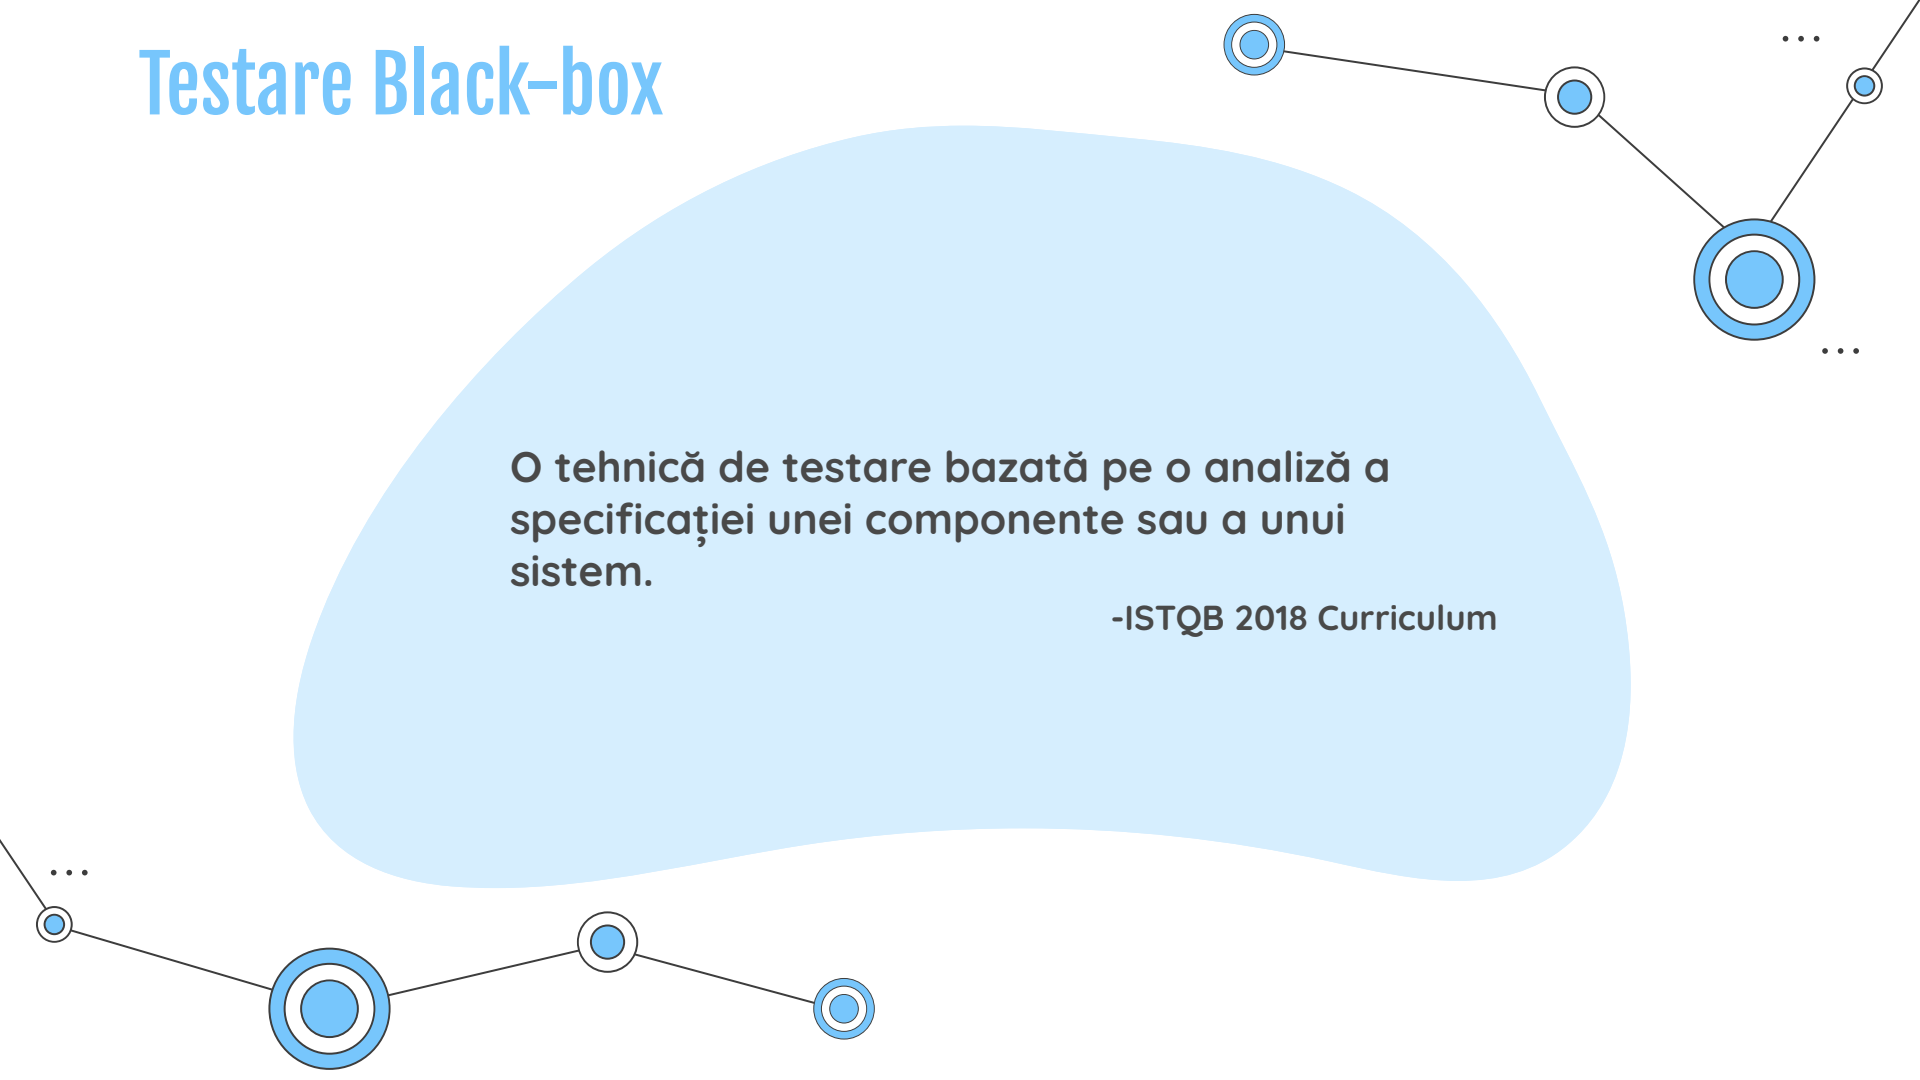 Testare Black-box
O tehnică de testare bazată pe o analiză a
specificației unei componente sau a unui
sistem.
-ISTQB 2018 Curriculum